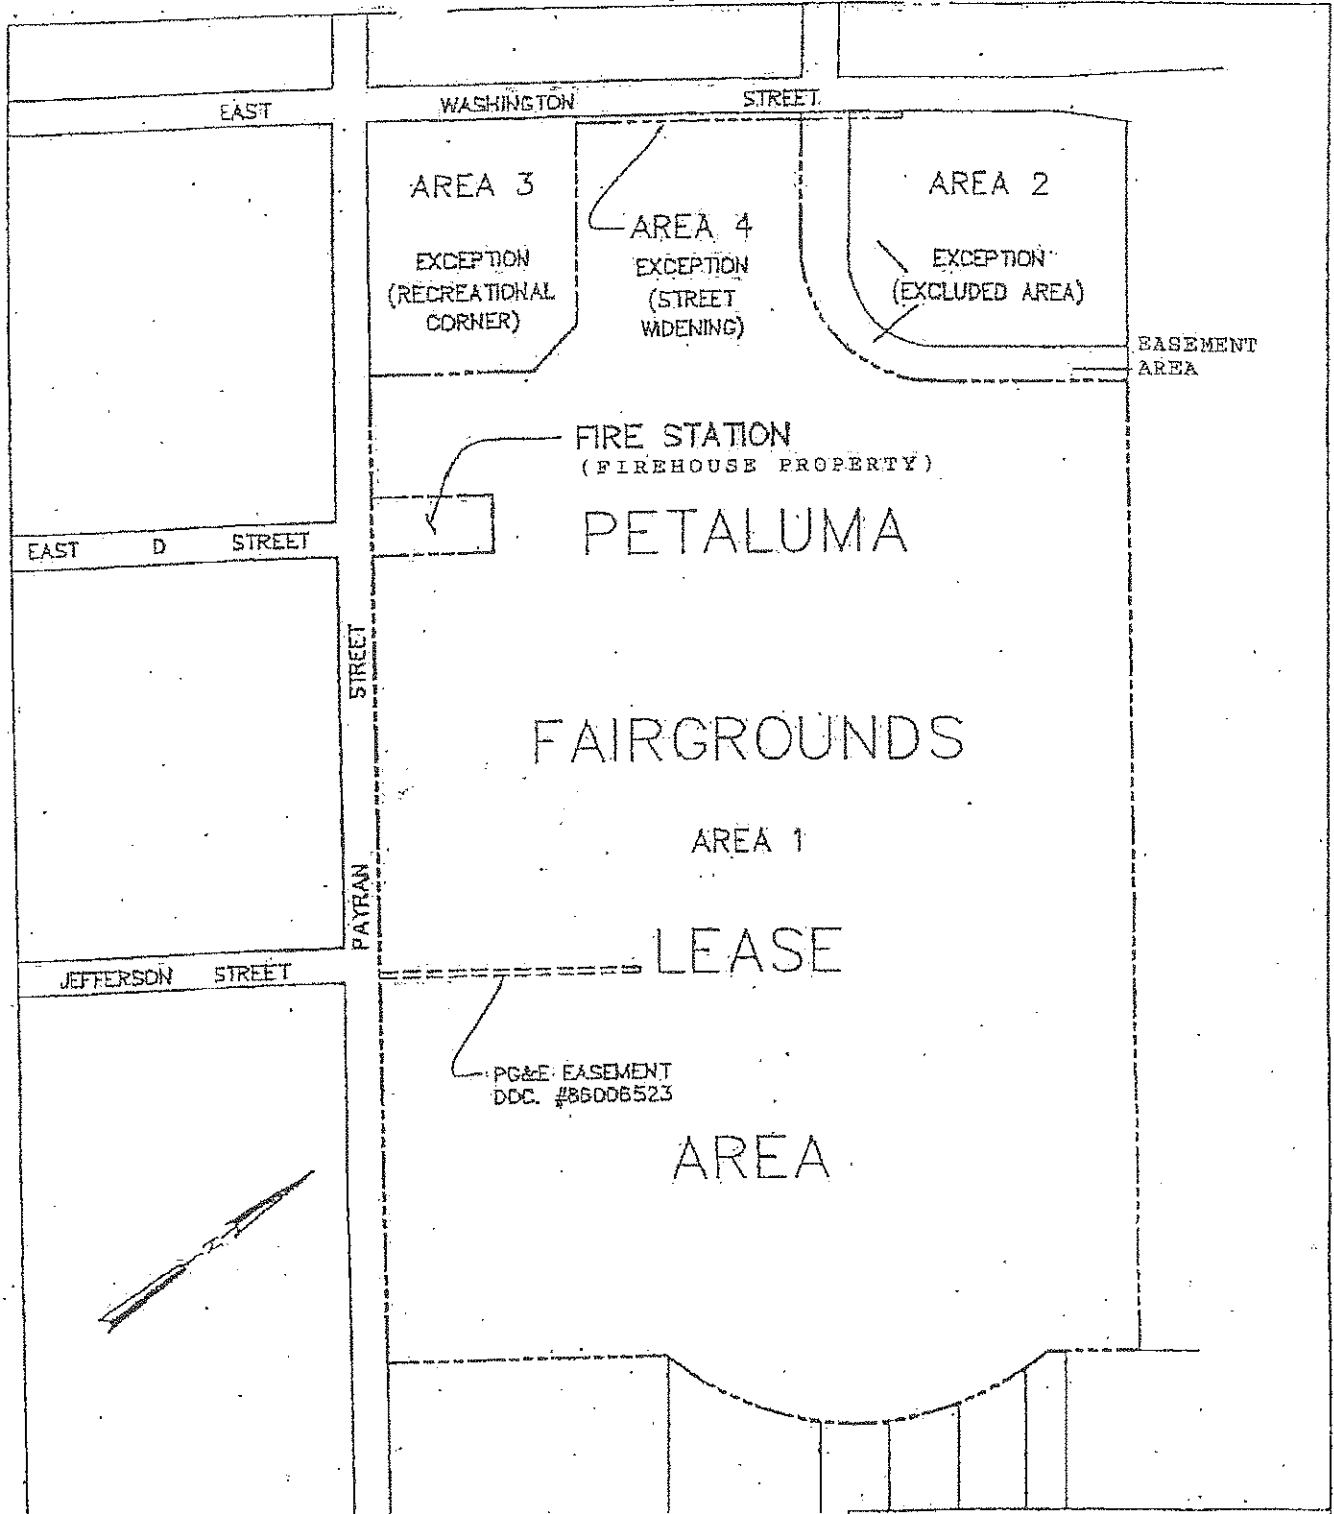 EAST WASHINGTON STREET
AREA 3
EXCEPTION
(RECREATIONAL
CORNER)
AREA 4
EXCEPTION
(STREET
WIDENING)
AREA 2
EXCEPTION
(EXCLUDED AREA)
EASEMENT
AREA
FIRE STATION
(FIREHOUSE PROPERTY)
EAST D STREET
PETALUMA
PAYRAN STREET
FAIRGROUNDS
AREA 1
LEASE
JEFFERSON STREET
PG&E EASEMENT
DOC. #86006523
AREA